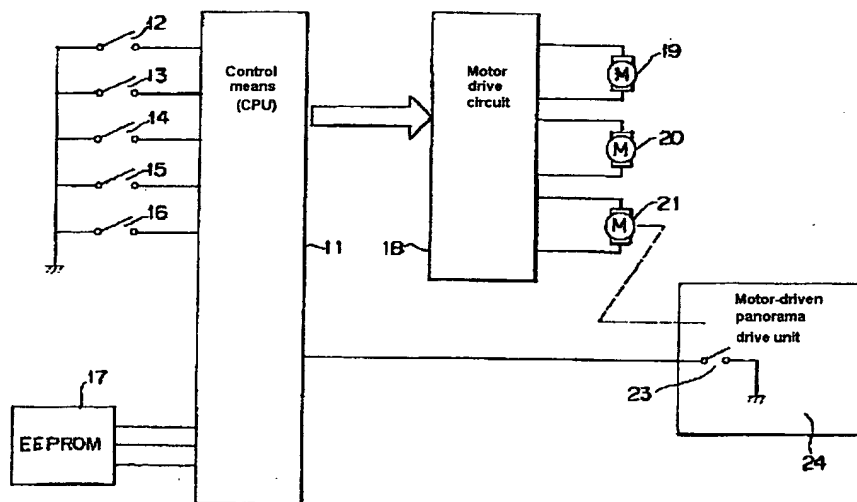 12
13
14
15
16
Control
means
(CPU)
11
Motor
drive
circuit
18
M
19
M
20
M
21
Motor-driven
panorama
drive unit
23
24
17
EEPROM